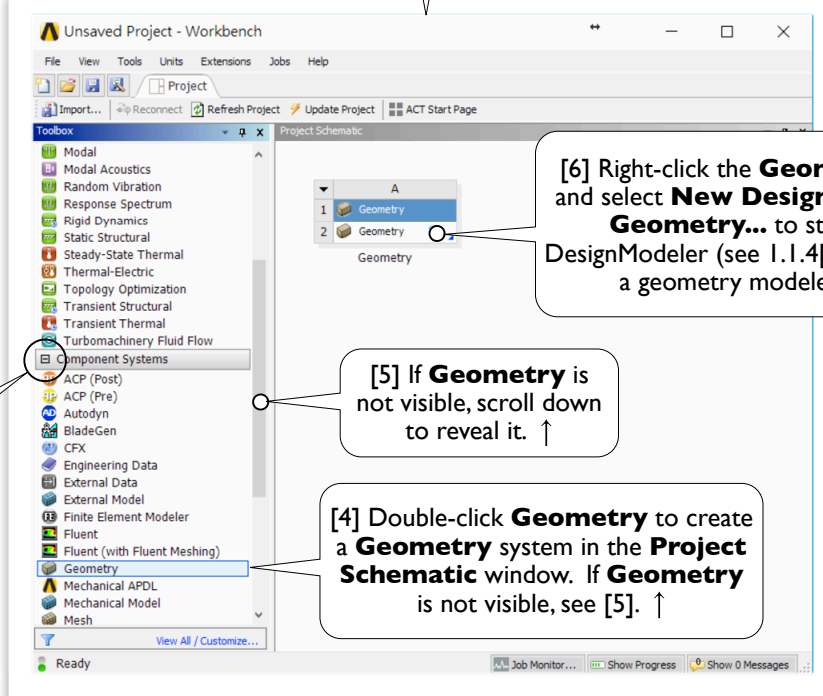 Unsaved Project - Workbench
File View Tools Units Extensions Jobs Help
Project
Import... Reconnect Refresh Project Update Project ACT Start Page
Toolbox
Project Schematic
Modal
Modal Acoustics
Random Vibration
Response Spectrum
Rigid Dynamics
Static Structural
Steady-State Thermal
Thermal-Electric
Topology Optimization
Transient Structural
Transient Thermal
Turbomachinery Fluid Flow
Component Systems
ACP (Post)
ACP (Pre)
Autodyn
BladeGen
CFX
Engineering Data
External Data
External Model
Finite Element Modeler
Fluent
Fluent (with Fluent Meshing)
Geometry
Mechanical APDL
Mechanical Model
Mesh
View All / Customize...
A
1 Geometry
2 Geometry
Geometry
[6] Right-click the Geor
and select New Design
Geometry... to st
DesignModeler (see 1.1.4[
a geometry modele
[5] If Geometry is
not visible, scroll down
to reveal it. ↑
[4] Double-click Geometry to create
a Geometry system in the Project
Schematic window. If Geometry
is not visible, see [5]. ↑
Ready
Job Monitor... Show Progress Show 0 Messages